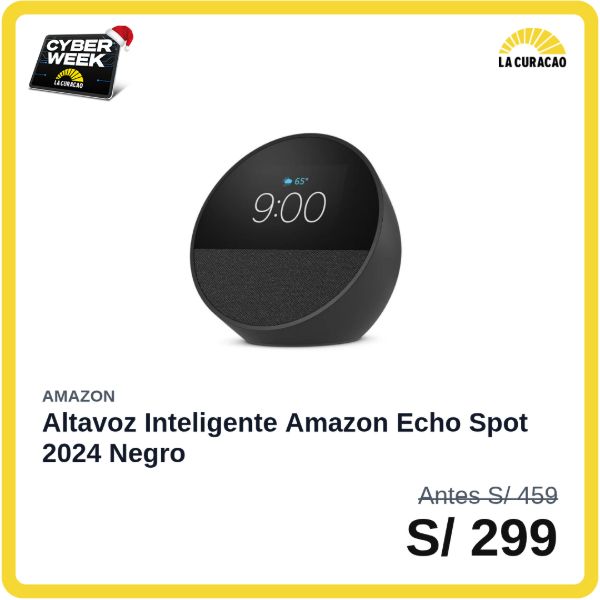 CYBER
WEEK
LA CURACAO
LA CURACAO
65°
9:00
AMAZON
Altavoz Inteligente Amazon Echo Spot
2024 Negro
Antes S/ 459
S/ 299